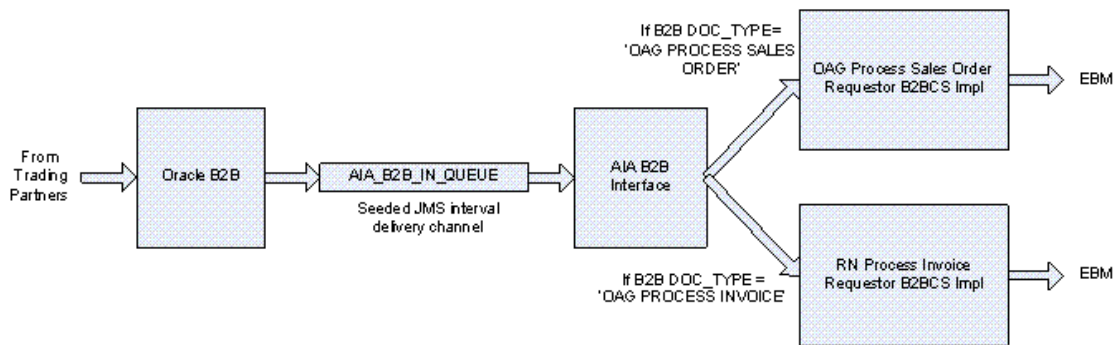 If B2B DOC_TYPE=
'OAG PROCESS SALES
ORDER'
OAG Process Sales Order
Requestor B2BCS Impl
EBM
From
Trading
Partners
Oracle B2B
AIA_B2B_IN_QUEUE
Seeded JMS interval
delivery channel
AIA B2B
Interface
If B2B DOC_TYPE =
'OAG PROCESS INVOICE'
RN Process Invoice
Requestor B2BCS Impl
EBM